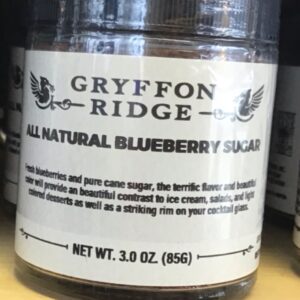 GRYFFON
RIDGE
ALL NATURAL BLUEBERRY SUGAR
Fresh blueberries and pure cane sugar, the terrific flavor and beautiful
color will provide an beautiful contrast to ice cream, salads, and light
colored desserts as well as a striking rim on your cocktail glass.
NET WT. 3.0 OZ. (85G)